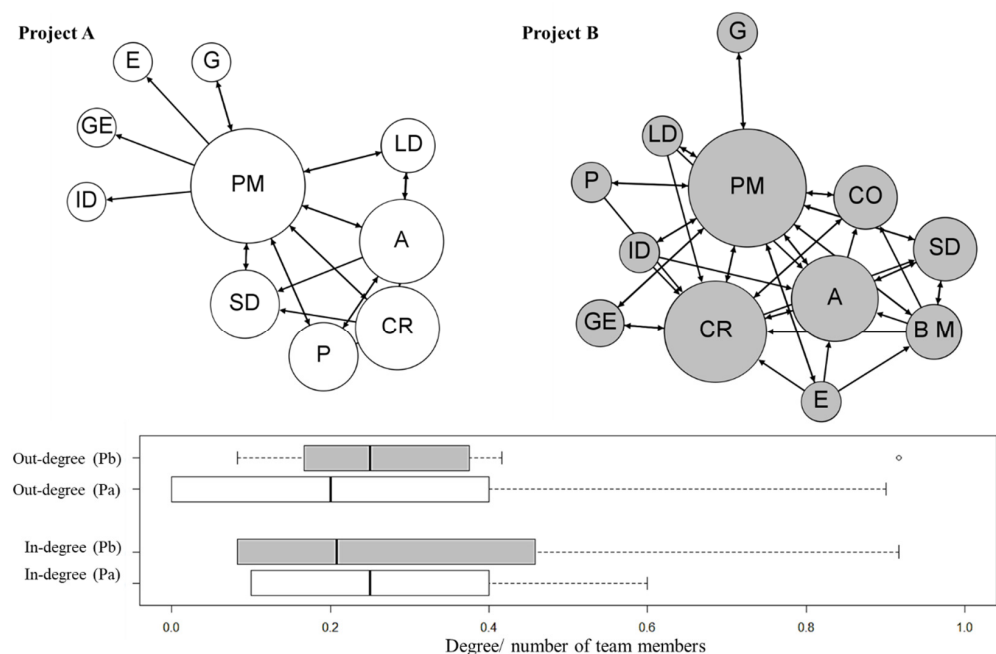 Project A
Project B
E
G
GE
LD
PM
ID
A
SD
CR
P
G
LD
P
PM
CO
ID
SD
A
GE
CR
B M
E
Out-degree (Pb)
Out-degree (Pa)
In-degree (Pb)
In-degree (Pa)
0.0 0.2 0.4 0.6 0.8 1.0
Degree/ number of team members